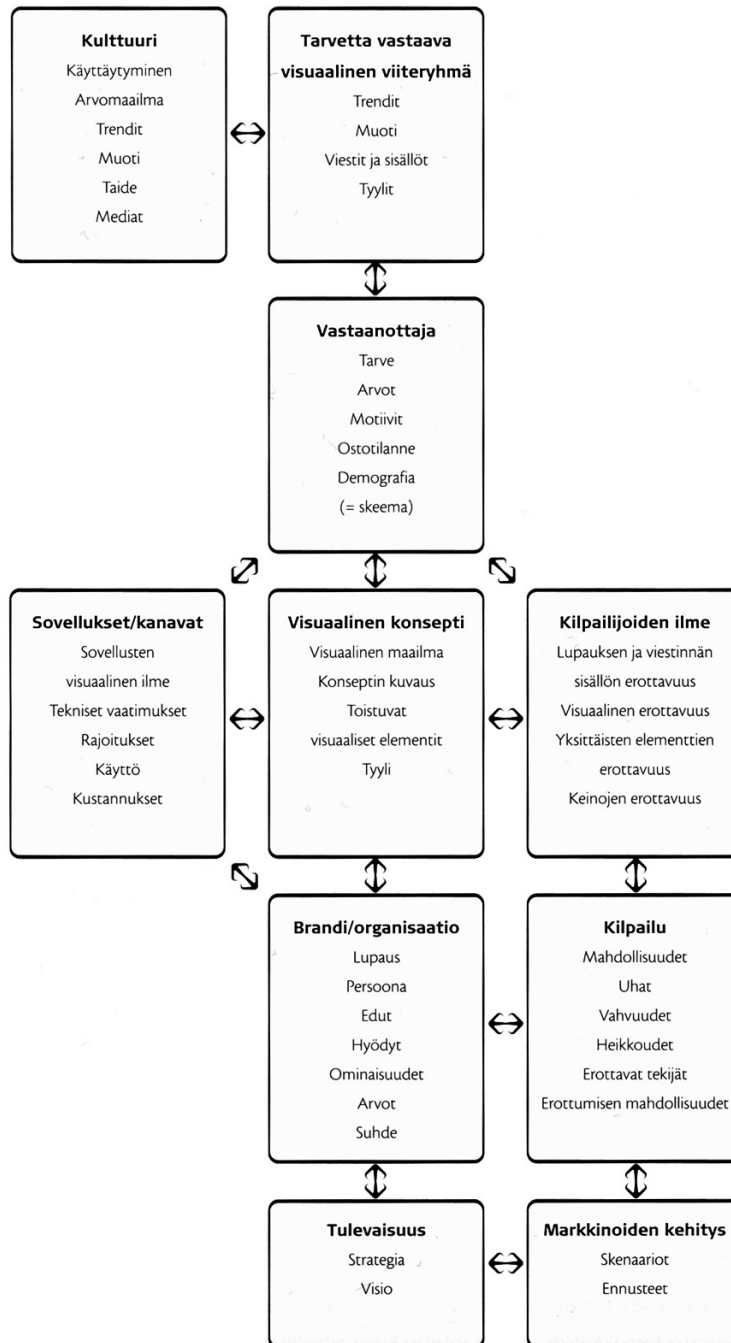 Kulttuuri
Käyttäytyminen
Arvomaailma
Trendit
Muoti
Taide
Mediat
Tarvetta vastaava
visuaalinen viiteryhmä
Trendit
Muoti
Viestit ja sisällöt
Tyylit
Vastaanottaja
Tarve
Arvot
Motiivit
Ostotilanne
Demografia
(= skeema)
Sovellukset/kanavat
Sovellusten
visuaalinen ilme
Tekniset vaatimukset
Rajoitukset
Käyttö
Kustannukset
Visuaalinen konsepti
Visuaalinen maailma
Konseptin kuvaus
Toistuvat
visuaaliset elementit
Tyyli
Kilpailijoiden ilme
Lupauksen ja viestinnän
sisällön erottavuus
Visuaalinen erottavuus
Yksittäisten elementtien
erottavuus
Keinojen erottavuus
Brandi/organisaatio
Lupaus
Persoona
Edut
Hyödyt
Ominaisuudet
Arvot
Suhde
Kilpailu
Mahdollisuudet
Uhat
Vahvuudet
Heikkoudet
Erottavat tekijät
Erottumisen mahdollisuudet
Tulevaisuus
Strategia
Visio
Markkinoiden kehitys
Skenaariot
Ennusteet